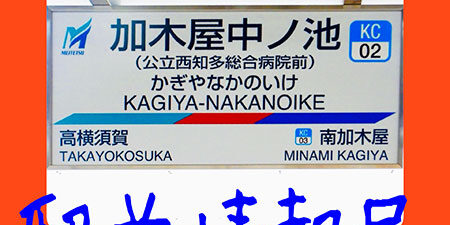 MEITETSU
加木屋中ノ池
KC
02
（公立西知多総合病院前）
かぎやなかのいけ
KAGIYA-NAKANOIKE
高横須賀
TAKAYOKOSUKA
KC
03
南加木屋
MINAMI KAGIYA